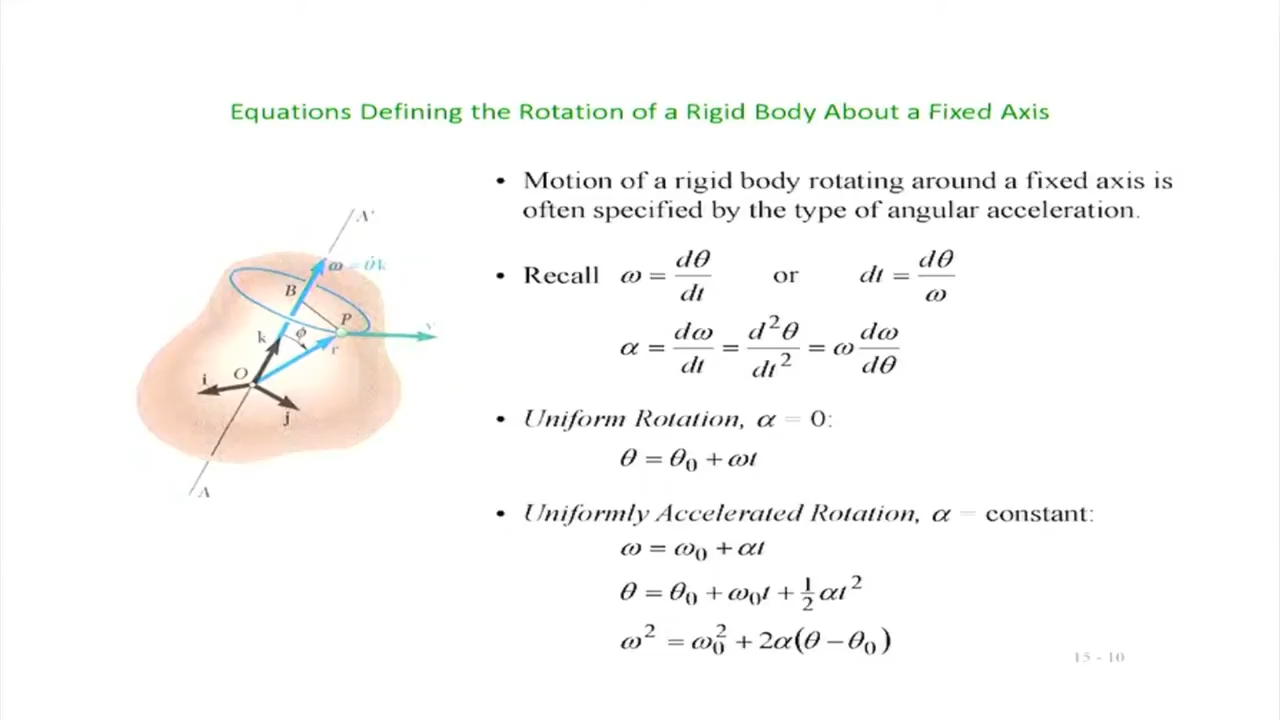 Equations Defining the Rotation of a Rigid Body About a Fixed Axis
• Motion of a rigid body rotating around a fixed axis is
often specified by the type of angular acceleration.
• Recall ω = dθ/dt or dt = dθ/ω
α = dω/dt = d²θ/dt² = ω dω/dθ
• Uniform Rotation, α = 0:
θ = θ₀ + ωt
• Uniformly Accelerated Rotation, α = constant:
ω = ω₀ + αt
θ = θ₀ + ω₀t + ½αt²
ω² = ω₀² + 2α(θ − θ₀)
A'
ω = θ̇k
B
P
v
k
ϕ
r
O
i
j
A
15 - 10